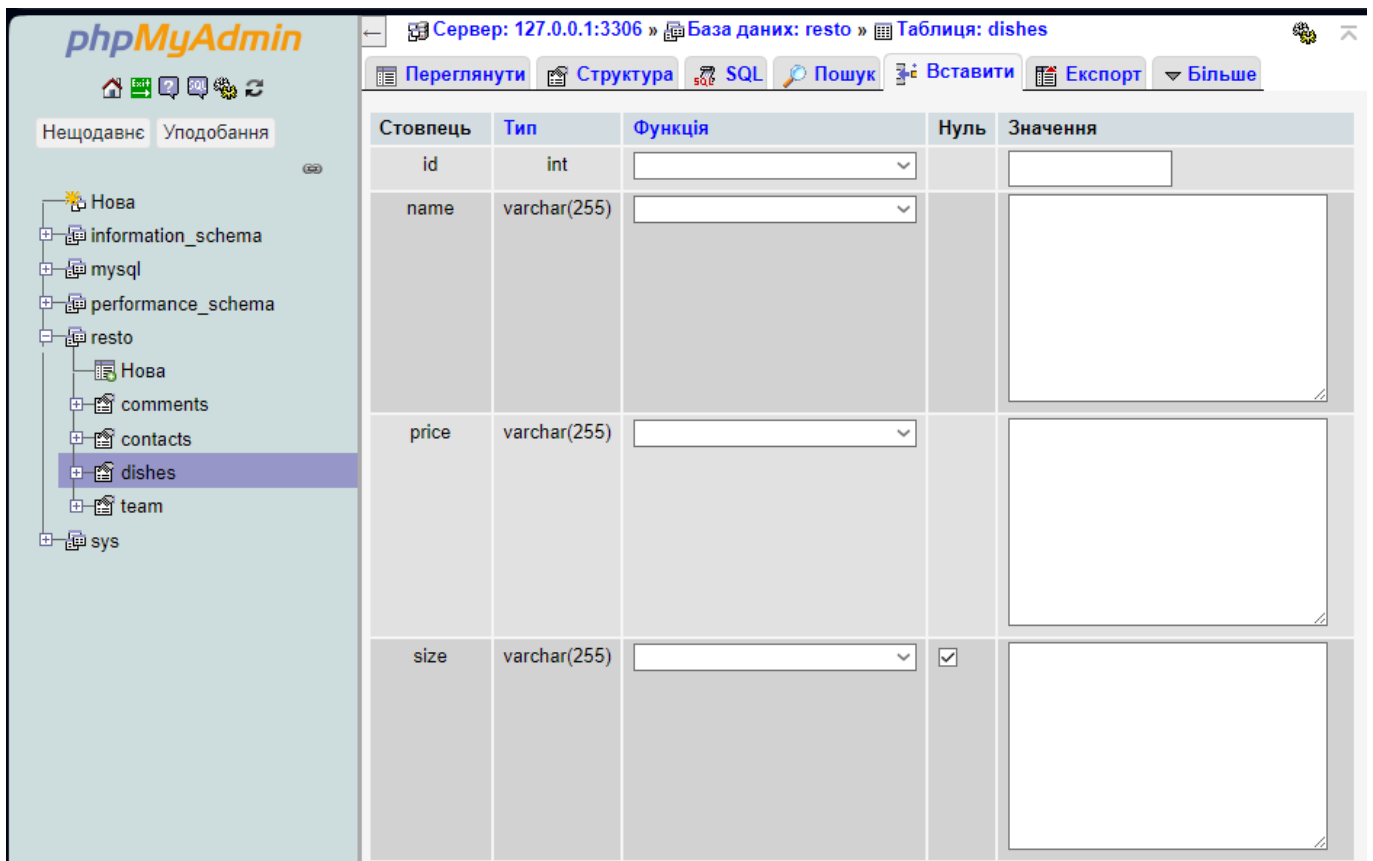 phpMyAdmin
Нещодавнє Уподобання
Нова
information_schema
mysql
performance_schema
resto
Нова
comments
contacts
dishes
team
sys
Сервер: 127.0.0.1:3306 » База даних: resto » Таблиця: dishes
Переглянути Структура SQL Пошук Вставити Експорт Більше
Стовпець Тип Функція Нуль Значення
id int
name varchar(255)
price varchar(255)
size varchar(255)